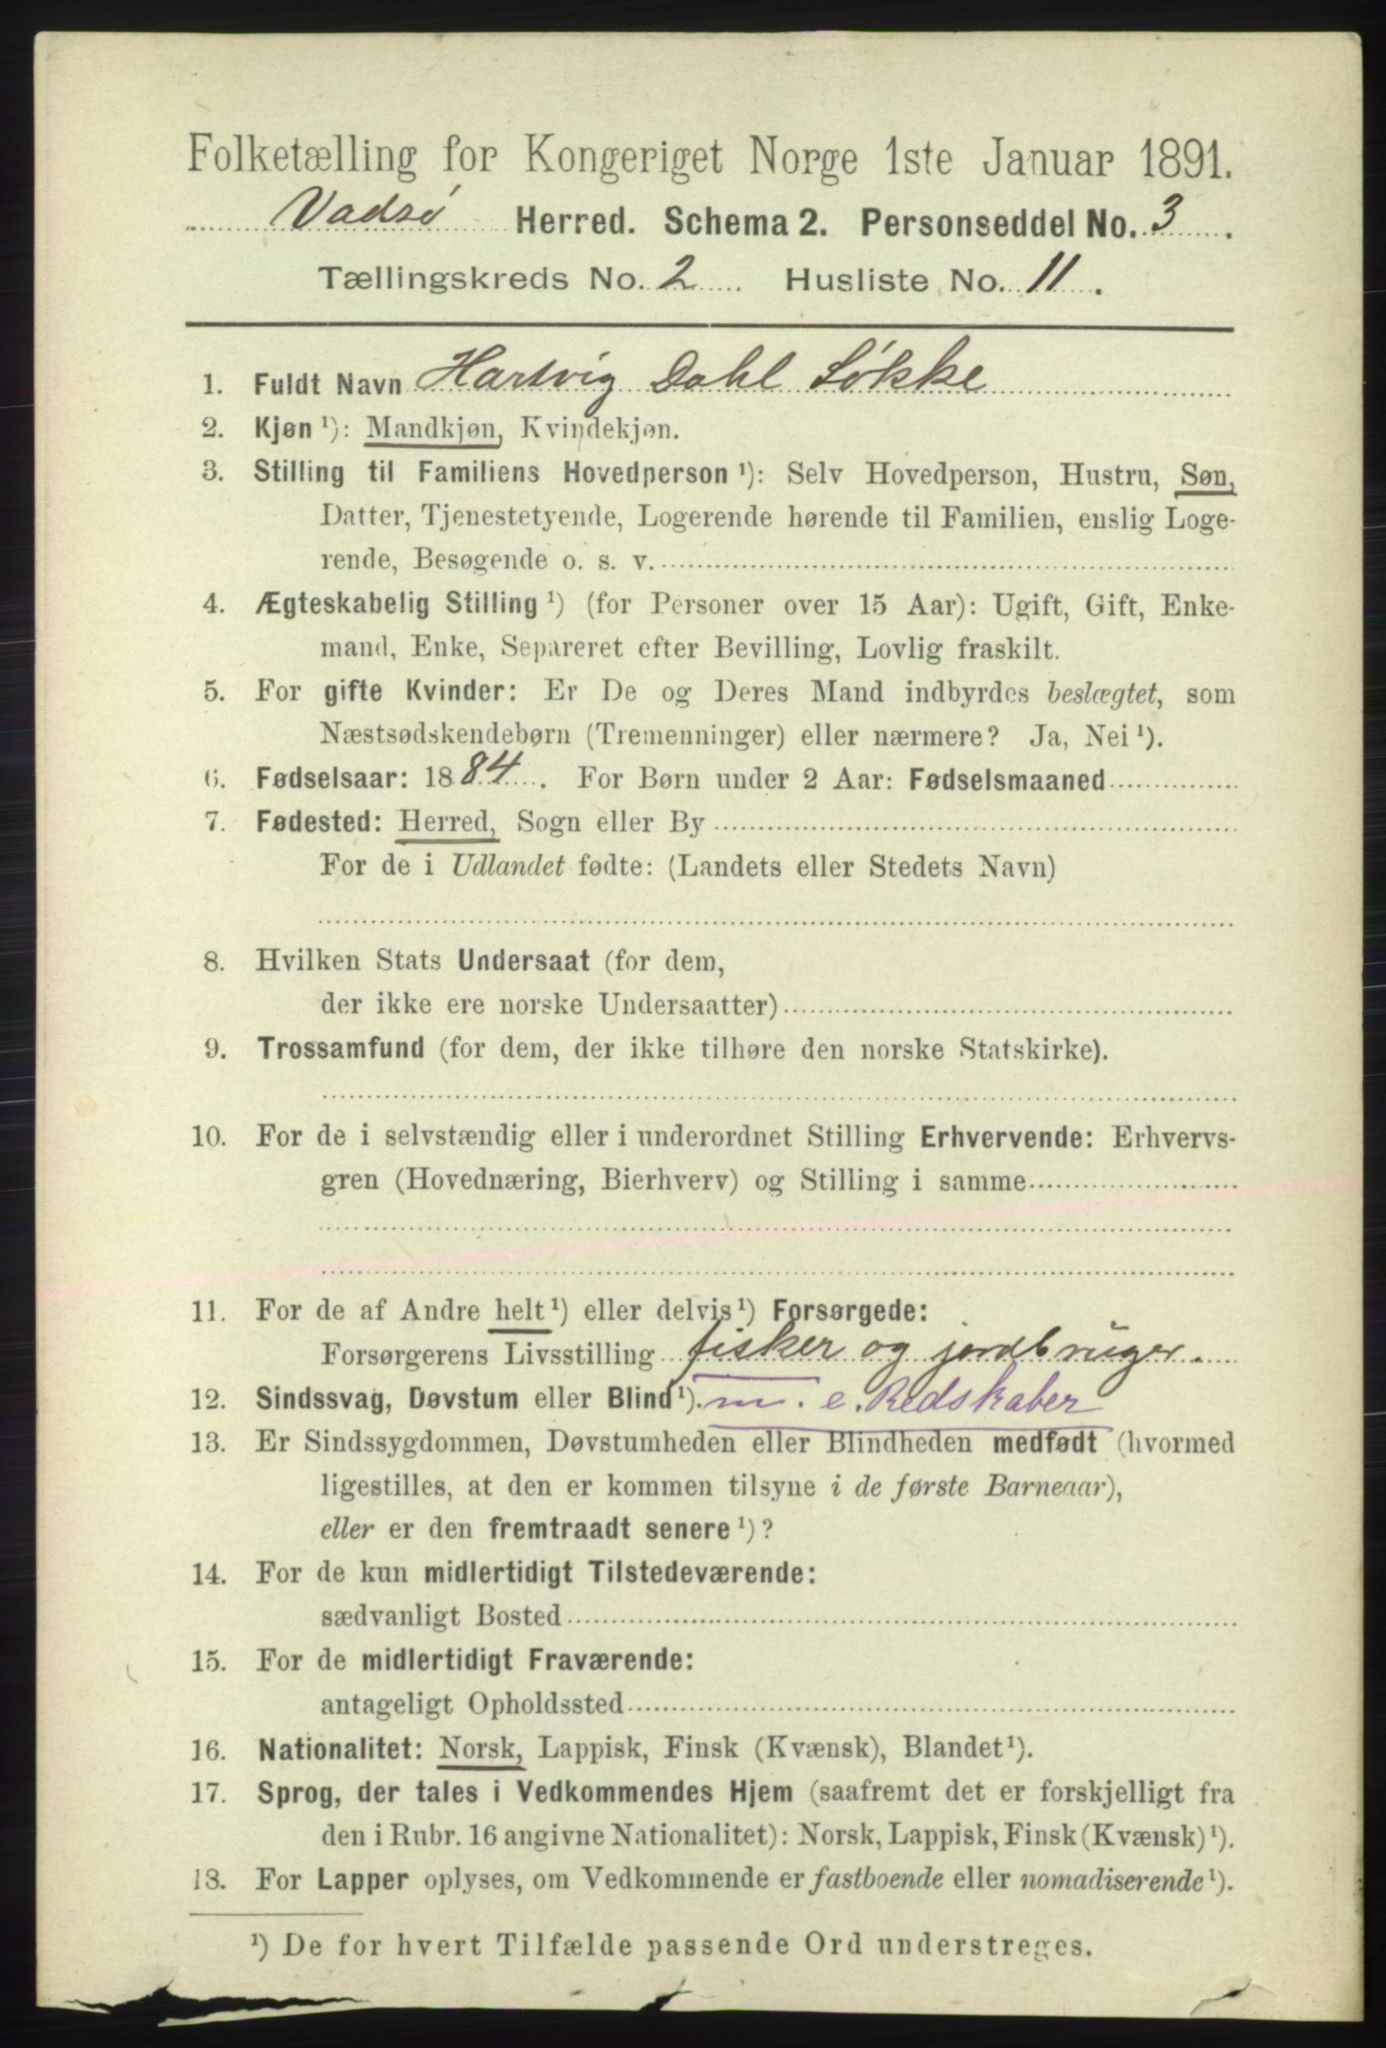 Folketælling for Kongeriget Norge 1ste Januar 1891.
Vadsø Herred. Schema 2. Personseddel No. 3.
Tællingskreds No. 2. Husliste No. 11.
1. Fuldt Navn Hartvig Dahl Løkke
2. Kjøn ¹): Mandkjøn, Kvindekjøn.
3. Stilling til Familiens Hovedperson ¹): Selv Hovedperson, Hustru, Søn,
Datter, Tjenestetyende, Logerende hørende til Familien, enslig Loge-
rende, Besøgende o. s. v.
4. Ægteskabelig Stilling ¹) (for Personer over 15 Aar): Ugift, Gift, Enke-
mand, Enke, Separeret efter Bevilling, Lovlig fraskilt.
5. For gifte Kvinder: Er De og Deres Mand indbyrdes beslægtet, som
Næstsødskendebørn (Tremenninger) eller nærmere? Ja, Nei ¹).
6. Fødselsaar: 1884. For Børn under 2 Aar: Fødselsmaaned
7. Fødested: Herred, Sogn eller By
For de i Udlandet fødte: (Landets eller Stedets Navn)
8. Hvilken Stats Undersaat (for dem,
der ikke ere norske Undersaatter)
9. Trossamfund (for dem, der ikke tilhøre den norske Statskirke).
10. For de i selvstændig eller i underordnet Stilling Erhvervende: Erhvervs-
gren (Hovednæring, Bierhverv) og Stilling i samme
11. For de af Andre helt ¹) eller delvis ¹) Forsørgede:
Forsørgerens Livsstilling fisker og jordbruger.
12. Sindssvag, Døvstum eller Blind ¹). m. e. Redskaber
13. Er Sindssygdommen, Døvstumheden eller Blindheden medfødt (hvormed
ligestilles, at den er kommen tilsyne i de første Barneaar),
eller er den fremtraadt senere ¹)?
14. For de kun midlertidigt Tilstedeværende:
sædvanligt Bosted
15. For de midlertidigt Fraværende:
antageligt Opholdssted
16. Nationalitet: Norsk, Lappisk, Finsk (Kvænsk), Blandet ¹).
17. Sprog, der tales i Vedkommendes Hjem (saafremt det er forskjelligt fra
den i Rubr. 16 angivne Nationalitet): Norsk, Lappisk, Finsk (Kvænsk) ¹).
18. For Lapper oplyses, om Vedkommende er fastboende eller nomadiserende ¹).
¹) De for hvert Tilfælde passende Ord understreges.